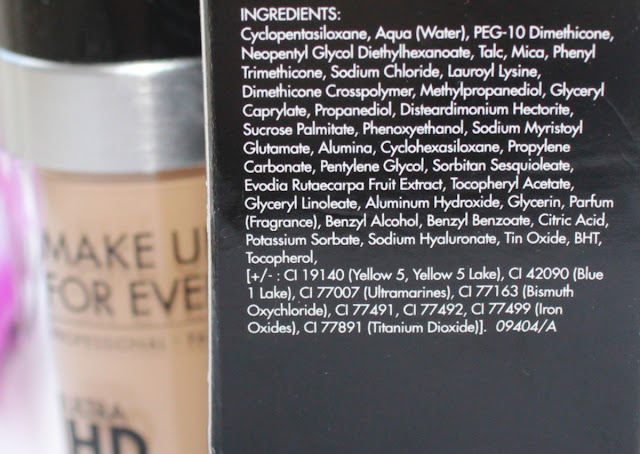 INGREDIENTS:
Cyclopentasiloxane, Aqua (Water), PEG-10 Dimethicone,
Neopentyl Glycol Diethylhexanoate, Talc, Mica, Phenyl
Trimethicone, Sodium Chloride, Lauroyl Lysine,
Dimethicone Crosspolymer, Methylpropanediol, Glyceryl
Caprylate, Propanediol, Disteardimonium Hectorite,
Sucrose Palmitate, Phenoxyethanol, Sodium Myristoyl
Glutamate, Alumina, Cyclohexasiloxane, Propylene
Carbonate, Pentylene Glycol, Sorbitan Sesquioleate,
Evodia Rutaecarpa Fruit Extract, Tocopheryl Acetate,
Glyceryl Linoleate, Aluminum Hydroxide, Glycerin, Parfum
(Fragrance), Benzyl Alcohol, Benzyl Benzoate, Citric Acid,
Potassium Sorbate, Sodium Hyaluronate, Tin Oxide, BHT,
Tocopherol,
[+/- : CI 19140 (Yellow 5, Yellow 5 Lake), CI 42090 (Blue
1 Lake), CI 77007 (Ultramarines), CI 77163 (Bismuth
Oxychloride), CI 77491, CI 77492, CI 77499 (Iron
Oxides), CI 77891 (Titanium Dioxide)]. 09404/A
MAKE U
FOR EVE
PROFESSIONAL - 
ULTRA
HD